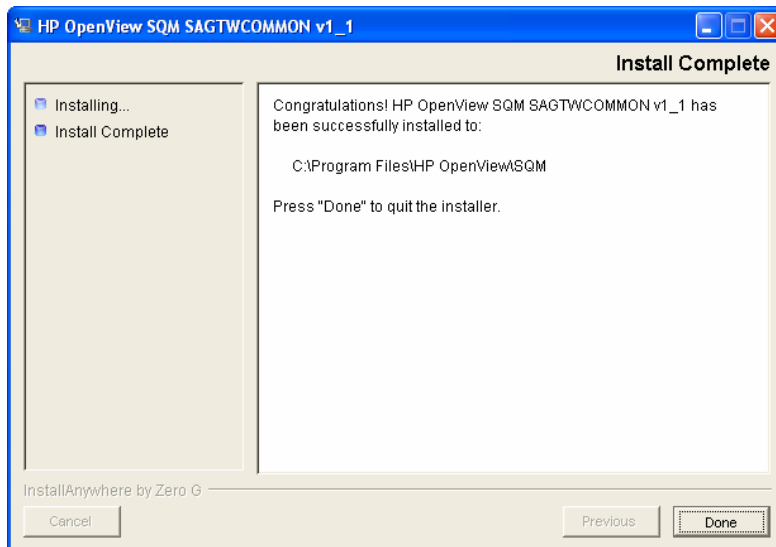 HP OpenView SQM SAGTWCOMMON v1_1
Install Complete
Installing...
Install Complete
Congratulations! HP OpenView SQM SAGTWCOMMON v1_1 has
been successfully installed to:
C:\Program Files\HP OpenView\SQM
Press "Done" to quit the installer.
InstallAnywhere by Zero G
Cancel
Previous
Done